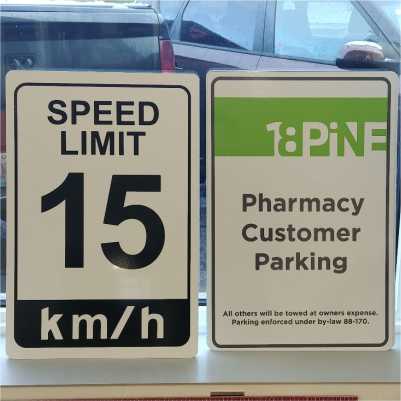 SPEED
LIMIT
15
km/h
18PiNE
Pharmacy
Customer
Parking
All others will be towed at owners expense.
Parking enforced under by-law 88-170.